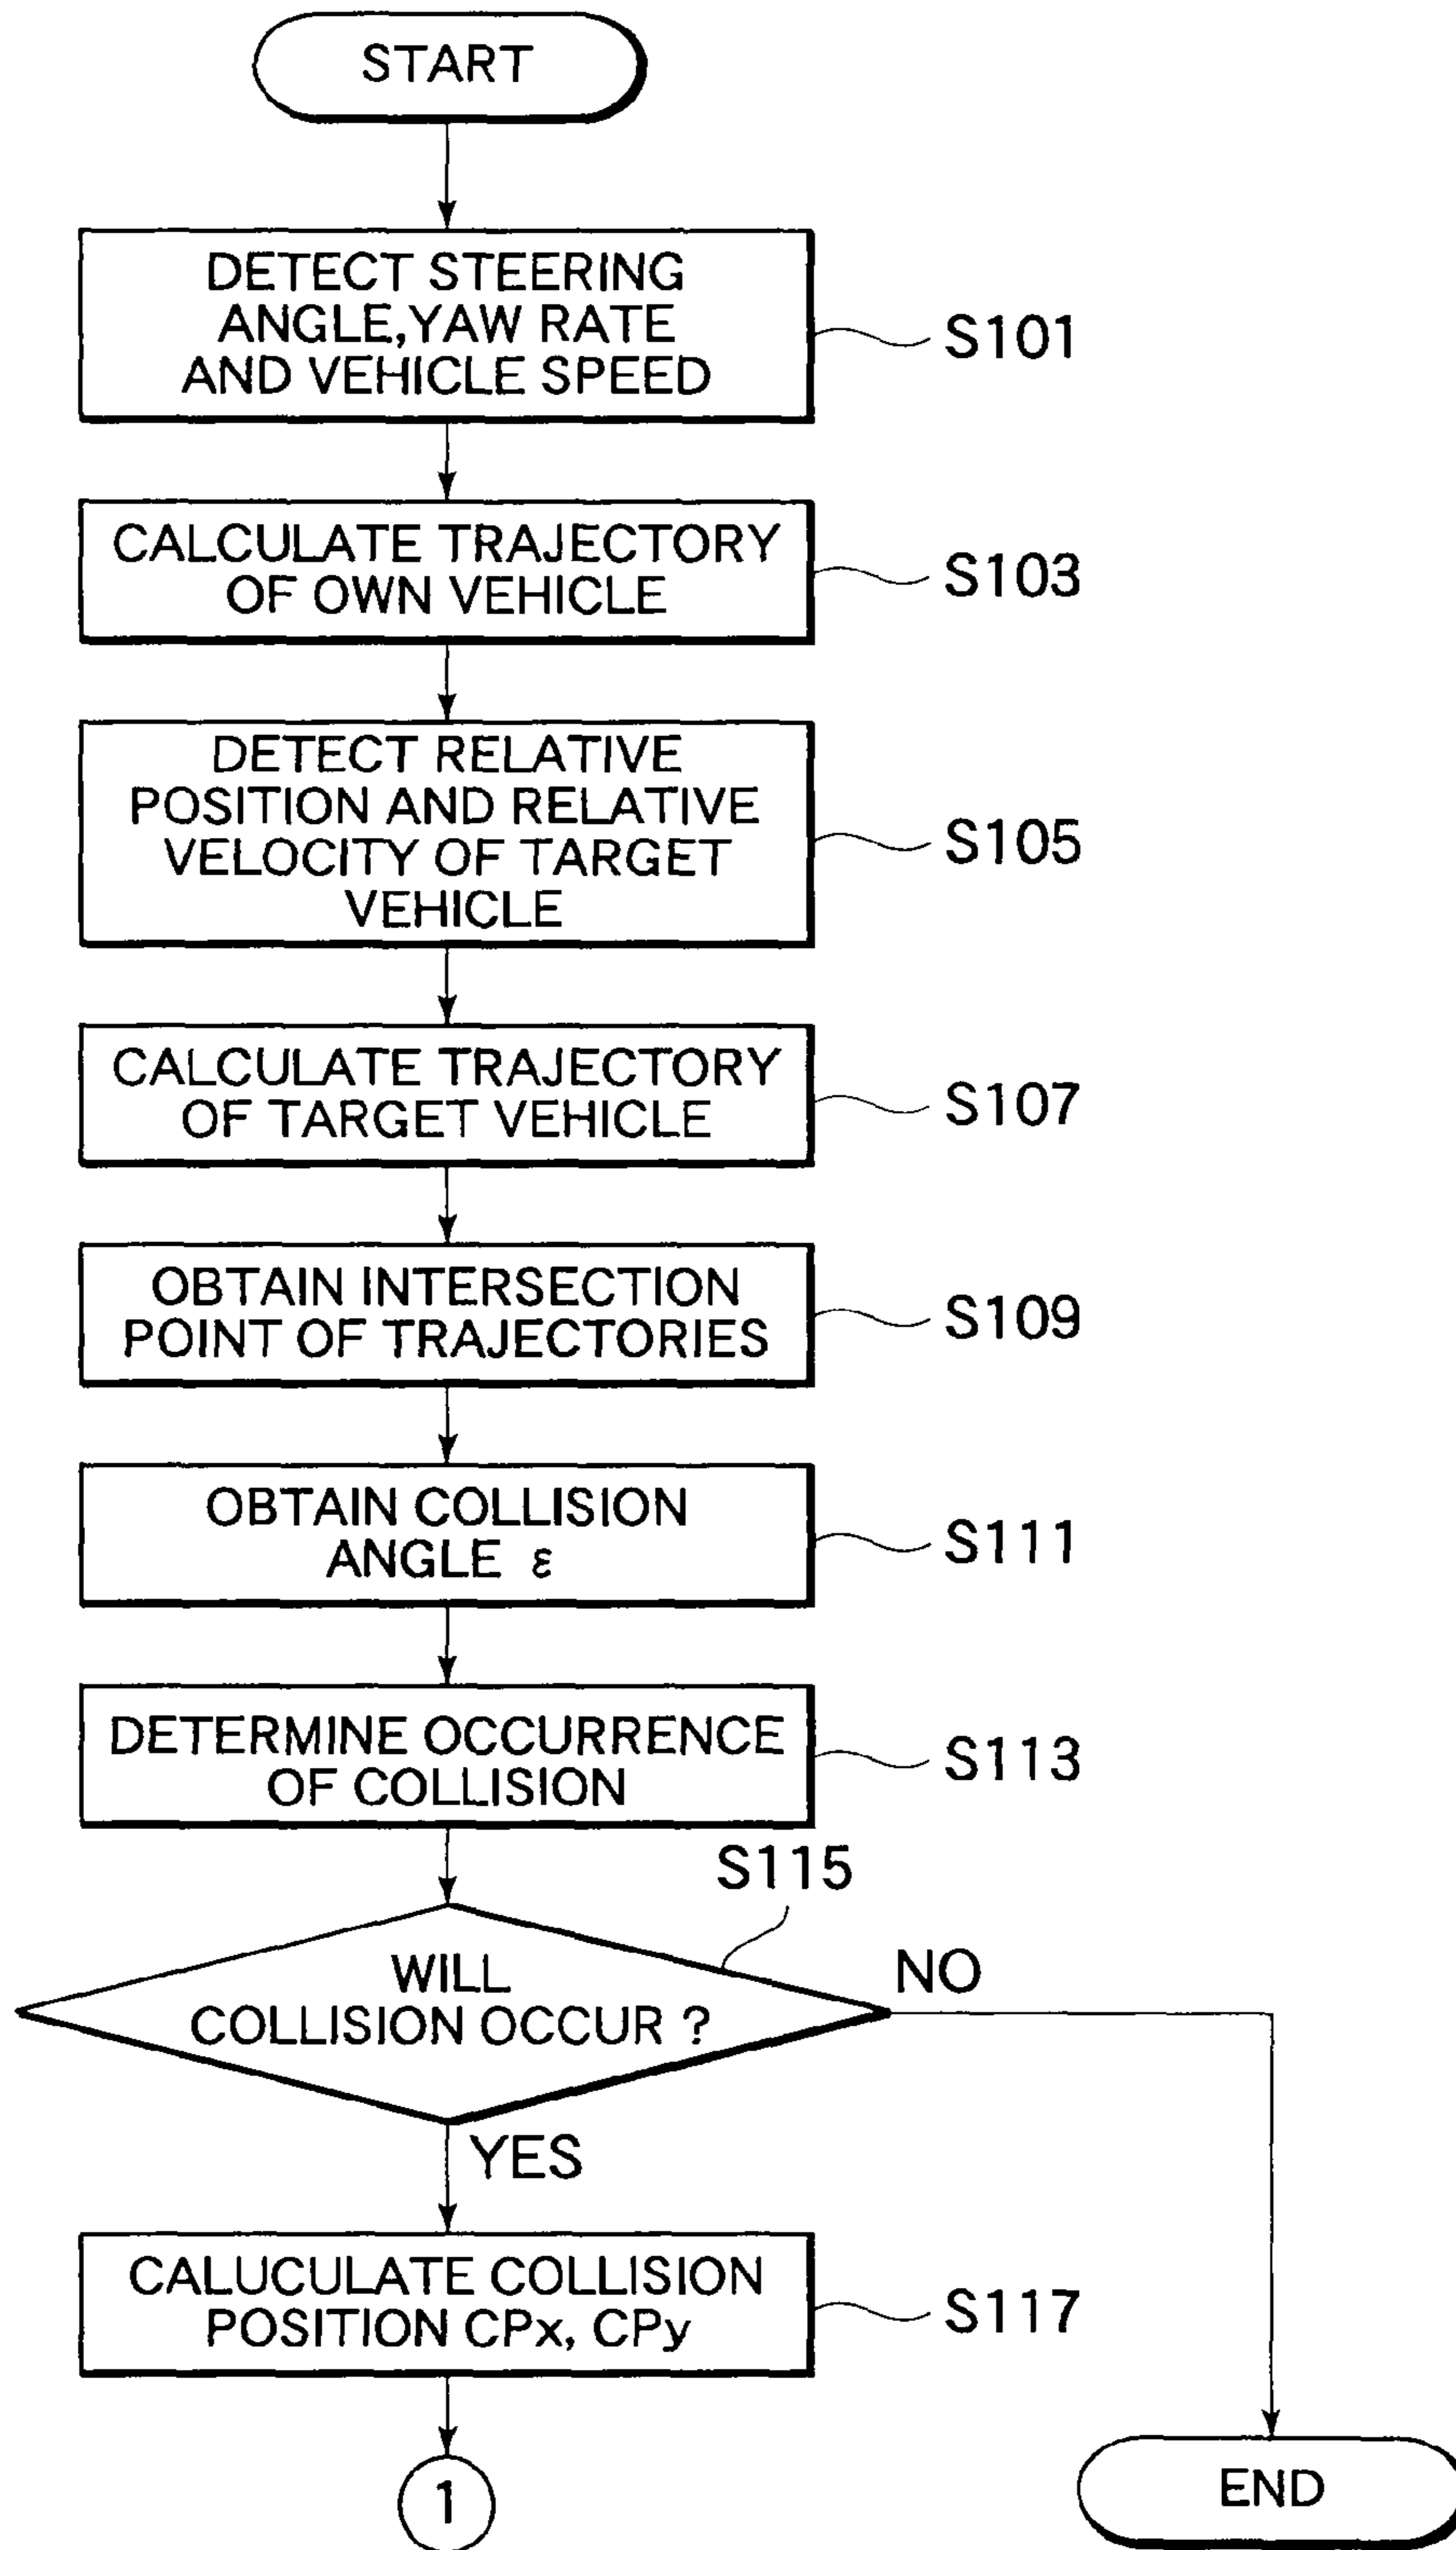 START
DETECT STEERING
ANGLE,YAW RATE
AND VEHICLE SPEED
S101
CALCULATE TRAJECTORY
OF OWN VEHICLE
S103
DETECT RELATIVE
POSITION AND RELATIVE
VELOCITY OF TARGET
VEHICLE
S105
CALCULATE TRAJECTORY
OF TARGET VEHICLE
S107
OBTAIN INTERSECTION
POINT OF TRAJECTORIES
S109
OBTAIN COLLISION
ANGLE ε
S111
DETERMINE OCCURRENCE
OF COLLISION
S113
S115
WILL
COLLISION OCCUR ?
NO
YES
CALUCULATE COLLISION
POSITION CPx, CPy
S117
1
END